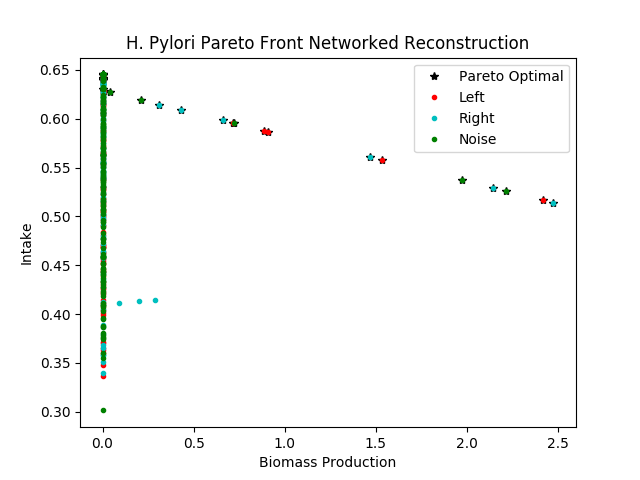 H. Pylori Pareto Front Networked Reconstruction
Pareto Optimal
Left
Right
Noise
Intake
0.65
0.60
0.55
0.50
0.45
0.40
0.35
0.30
0.0 0.5 1.0 1.5 2.0 2.5
Biomass Production